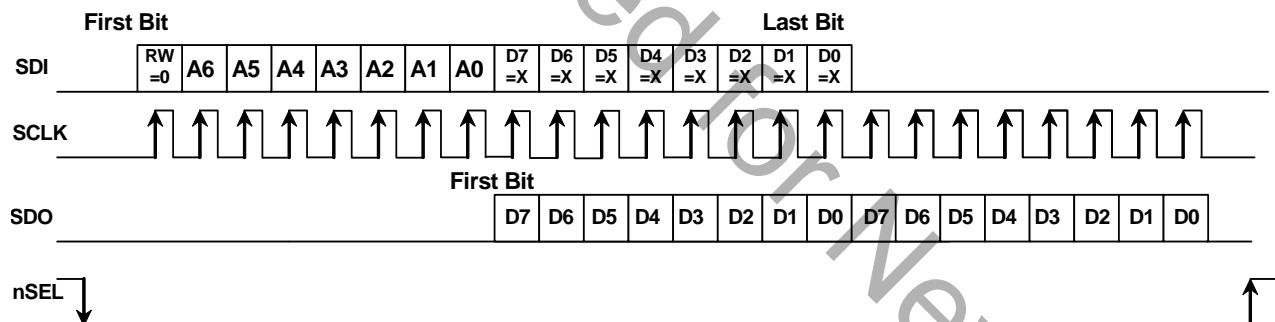 First Bit Last Bit
SDI RW =0 A6 A5 A4 A3 A2 A1 A0 D7 =X D6 =X D5 =X D4 =X D3 =X D2 =X D1 =X D0 =X
SCLK
First Bit
SDO D7 D6 D5 D4 D3 D2 D1 D0 D7 D6 D5 D4 D3 D2 D1 D0
nSEL